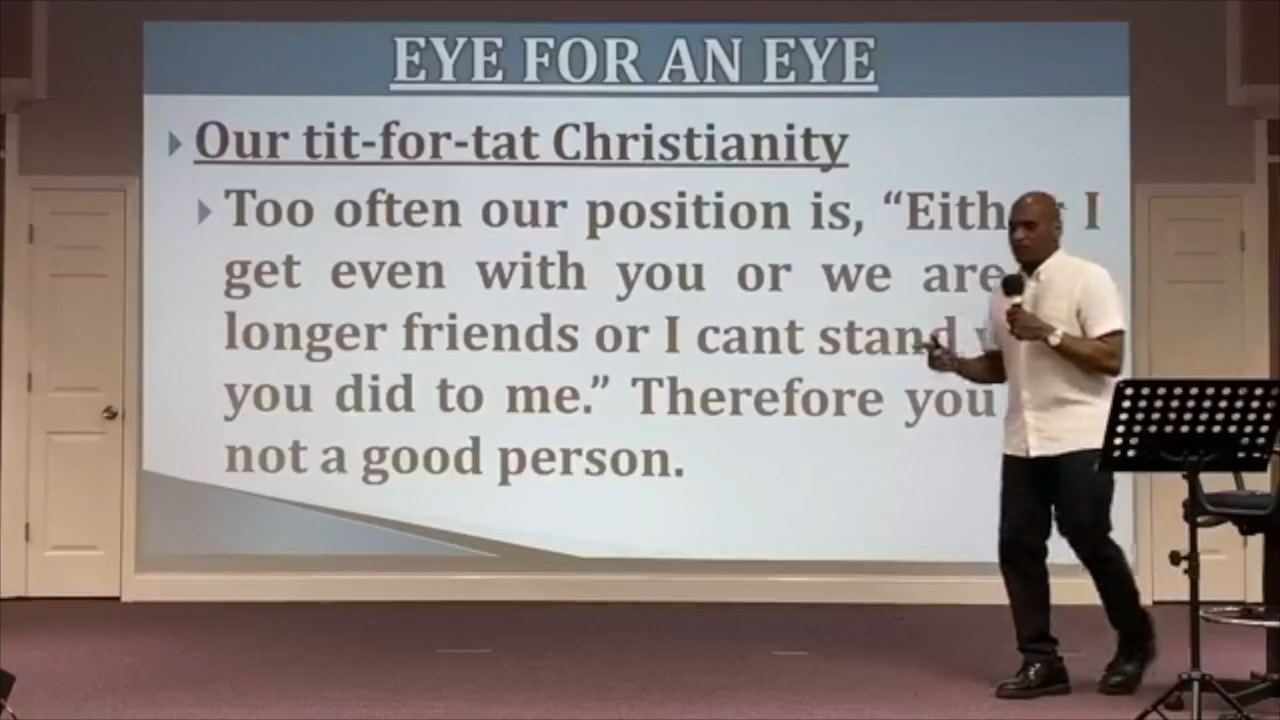 EYE FOR AN EYE
Our tit-for-tat Christianity
Too often our position is, “Either I
get even with you or we are
longer friends or I cant stand
you did to me.” Therefore you
not a good person.